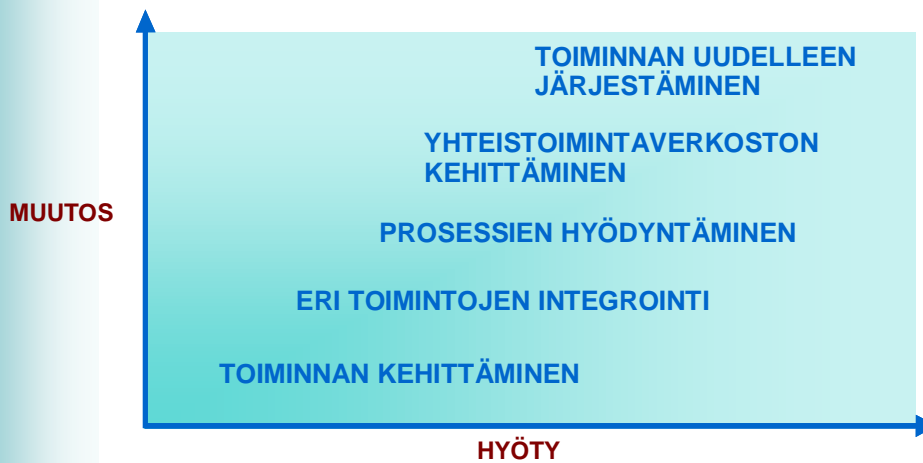 TOIMINNAN UUDELLEEN
JÄRJESTÄMINEN
YHTEISTOIMINTAVERKOSTON
KEHITTÄMINEN
MUUTOS
PROSESSIEN HYÖDYNTÄMINEN
ERI TOIMINTOJEN INTEGROINTI
TOIMINNAN KEHITTÄMINEN
HYÖTY